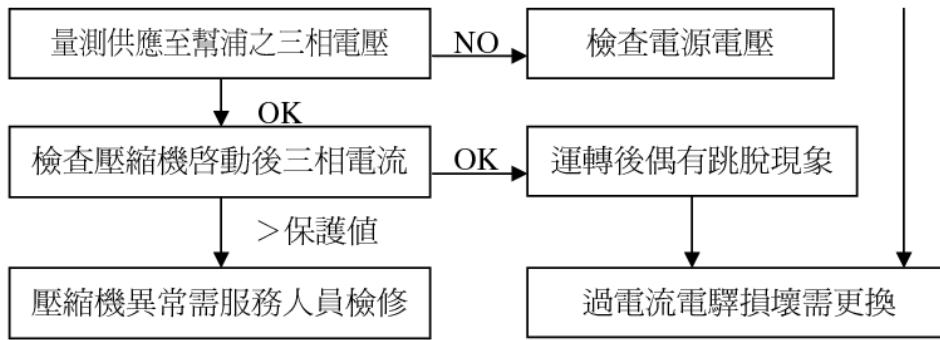 量測供應至幫浦之三相電壓
NO
檢查電源電壓
OK
檢查壓縮機啓動後三相電流
OK
運轉後偶有跳脫現象
＞保護值
壓縮機異常需服務人員檢修
過電流電驛損壞需更換